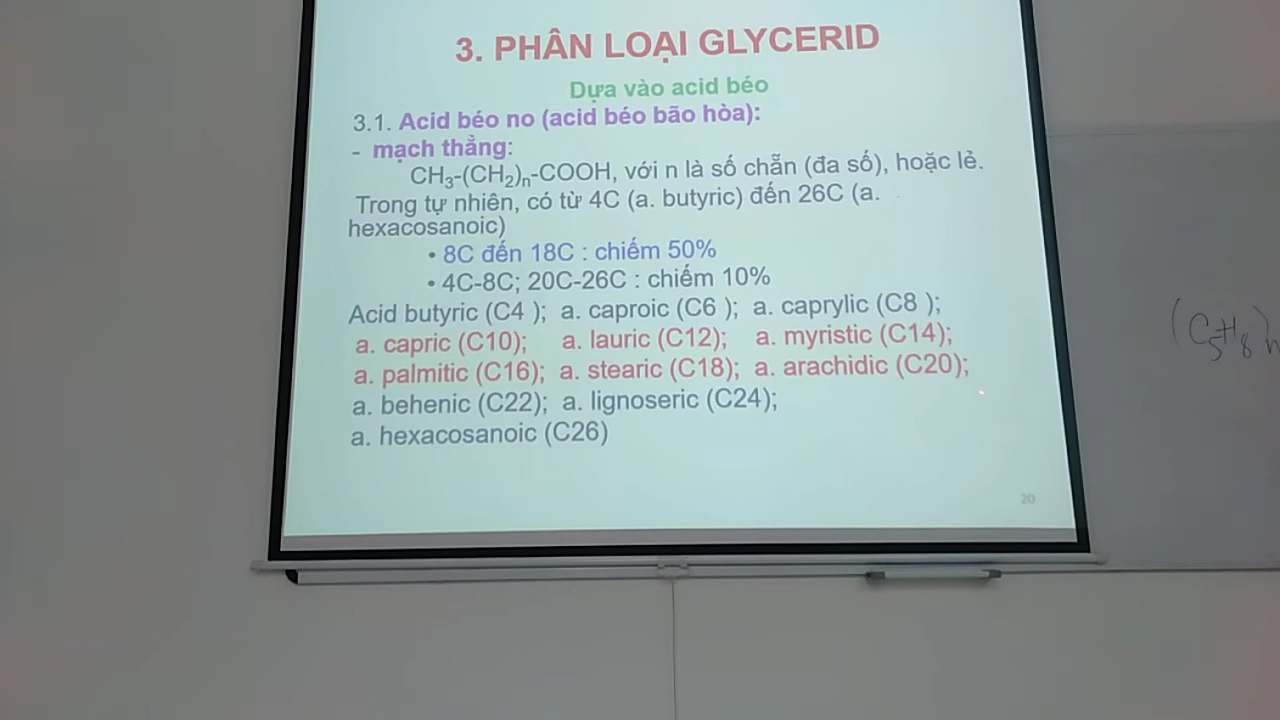 3. PHÂN LOẠI GLYCERID
Dựa vào acid béo
3.1. Acid béo no (acid béo bão hòa):
- mạch thẳng:
CH₃-(CH₂)ₙ-COOH, với n là số chẵn (đa số), hoặc lẻ.
Trong tự nhiên, có từ 4C (a. butyric) đến 26C (a.
hexacosanoic)
• 8C đến 18C : chiếm 50%
• 4C-8C; 20C-26C : chiếm 10%
Acid butyric (C4 ); a. caproic (C6 ); a. caprylic (C8 );
a. capric (C10); a. lauric (C12); a. myristic (C14);
a. palmitic (C16); a. stearic (C18); a. arachidic (C20);
a. behenic (C22); a. lignoseric (C24);
a. hexacosanoic (C26)
20
(C₅H₈)n